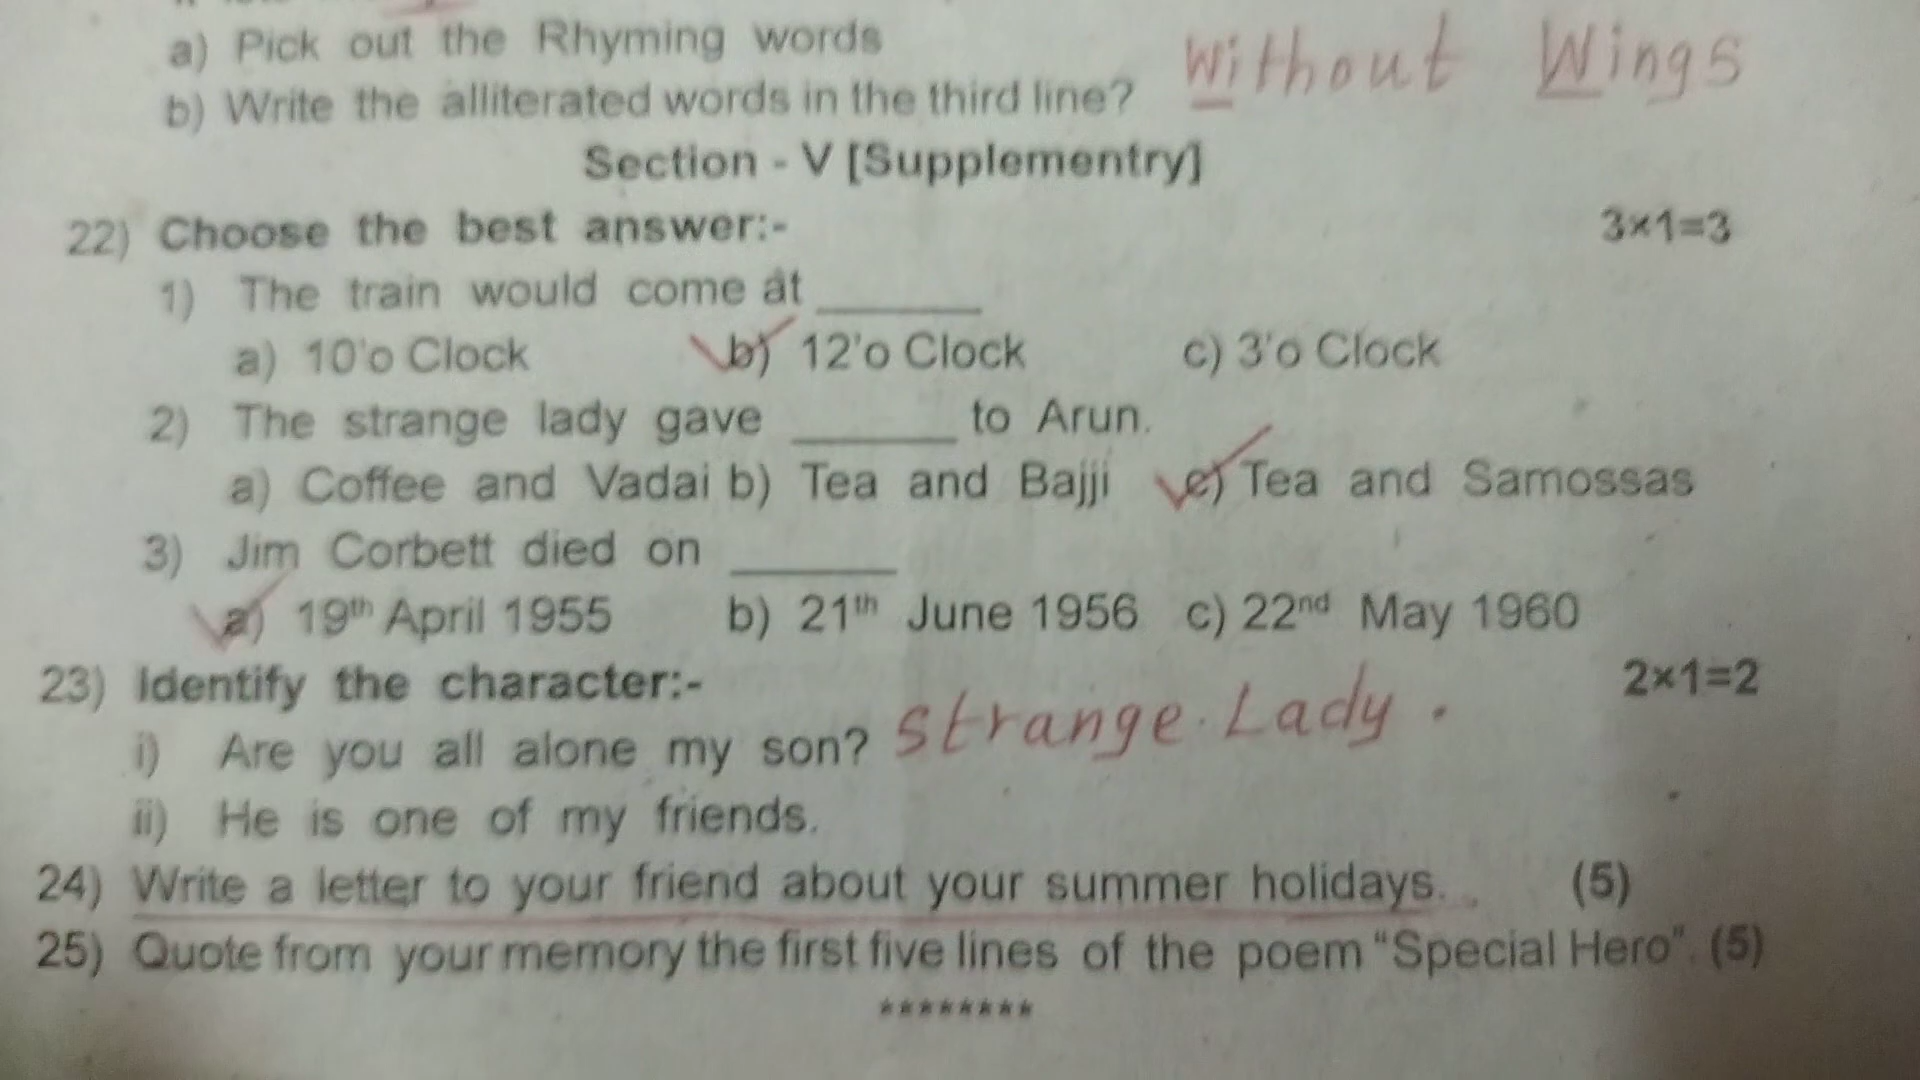 a) Pick out the Rhyming words
b) Write the alliterated words in the third line? Without Wings
Section - V [Supplementry]
22) Choose the best answer:- 3×1=3
1) The train would come at ______
a) 10'o Clock b) 12'o Clock c) 3'o Clock
2) The strange lady gave ______ to Arun.
a) Coffee and Vadai b) Tea and Bajji c) Tea and Samossas
3) Jim Corbett died on ______
a) 19th April 1955 b) 21th June 1956 c) 22nd May 1960
23) Identify the character:- 2×1=2
i) Are you all alone my son? Strange Lady.
ii) He is one of my friends.
24) Write a letter to your friend about your summer holidays. (5)
25) Quote from your memory the first five lines of the poem “Special Hero”. (5)
********